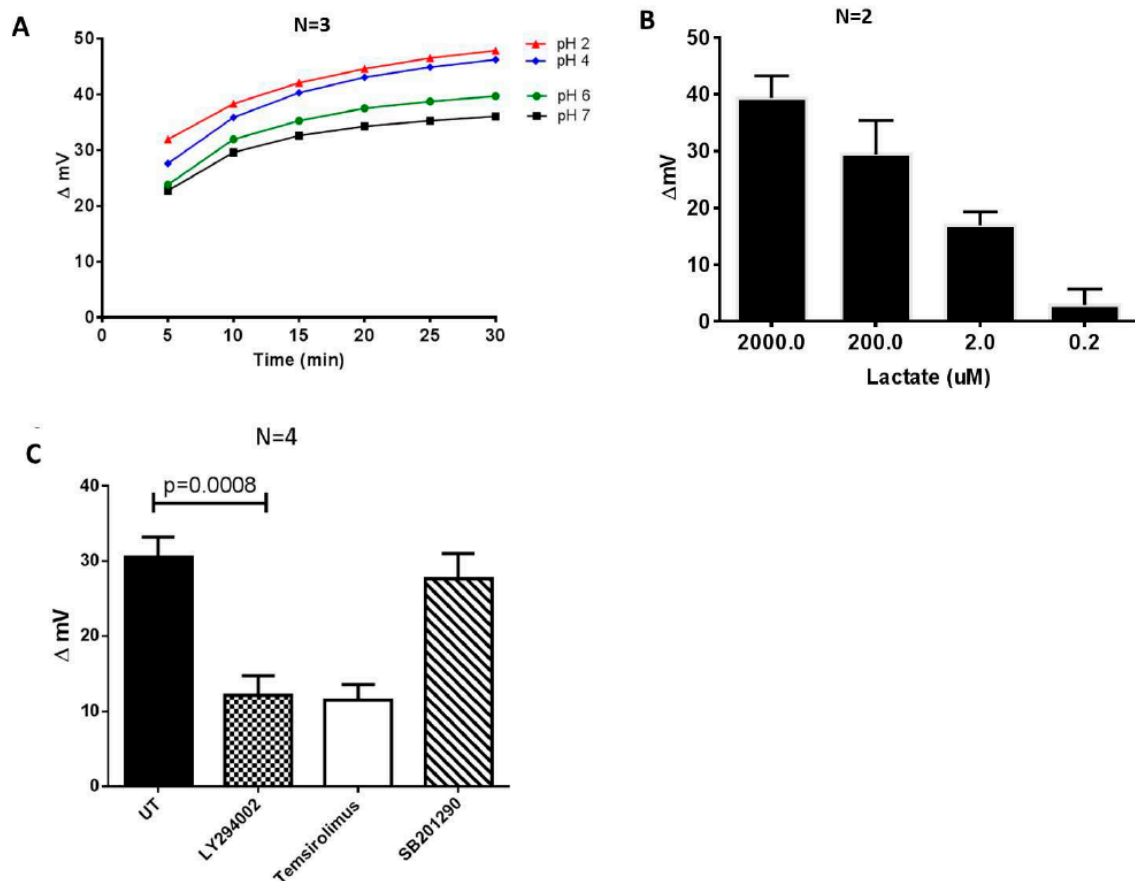 A
N=3
50
40
30
20
10
0
Δ mV
0 5 10 15 20 25 30
Time (min)
pH 2
pH 4
pH 6
pH 7
B
N=2
50
40
30
20
10
0
ΔmV
2000.0 200.0 2.0 0.2
Lactate (uM)
C
N=4
p=0.0008
40
30
20
10
0
Δ mV
UT
LY294002
Temsirolimus
SB201290